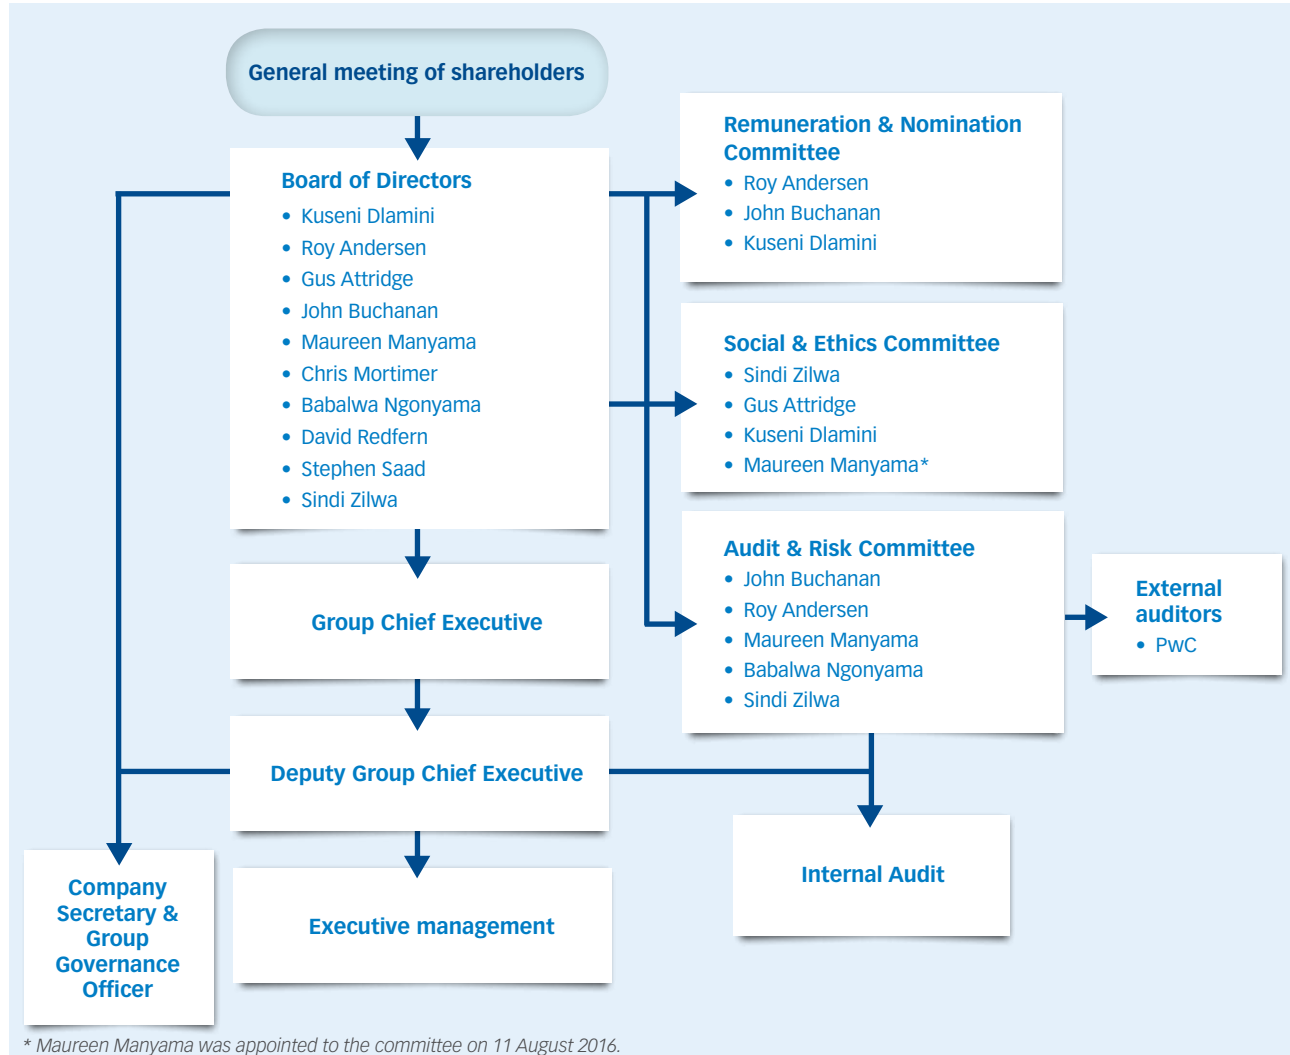 General meeting of shareholders
Board of Directors
• Kuseni Dlamini
• Roy Andersen
• Gus Attridge
• John Buchanan
• Maureen Manyama
• Chris Mortimer
• Babalwa Ngonyama
• David Redfern
• Stephen Saad
• Sindi Zilwa
Remuneration & Nomination
Committee
• Roy Andersen
• John Buchanan
• Kuseni Dlamini
Social & Ethics Committee
• Sindi Zilwa
• Gus Attridge
• Kuseni Dlamini
• Maureen Manyama*
Audit & Risk Committee
• John Buchanan
• Roy Andersen
• Maureen Manyama
• Babalwa Ngonyama
• Sindi Zilwa
External
auditors
• PwC
Group Chief Executive
Deputy Group Chief Executive
Internal Audit
Company
Secretary &
Group
Governance
Officer
Executive management
* Maureen Manyama was appointed to the committee on 11 August 2016.